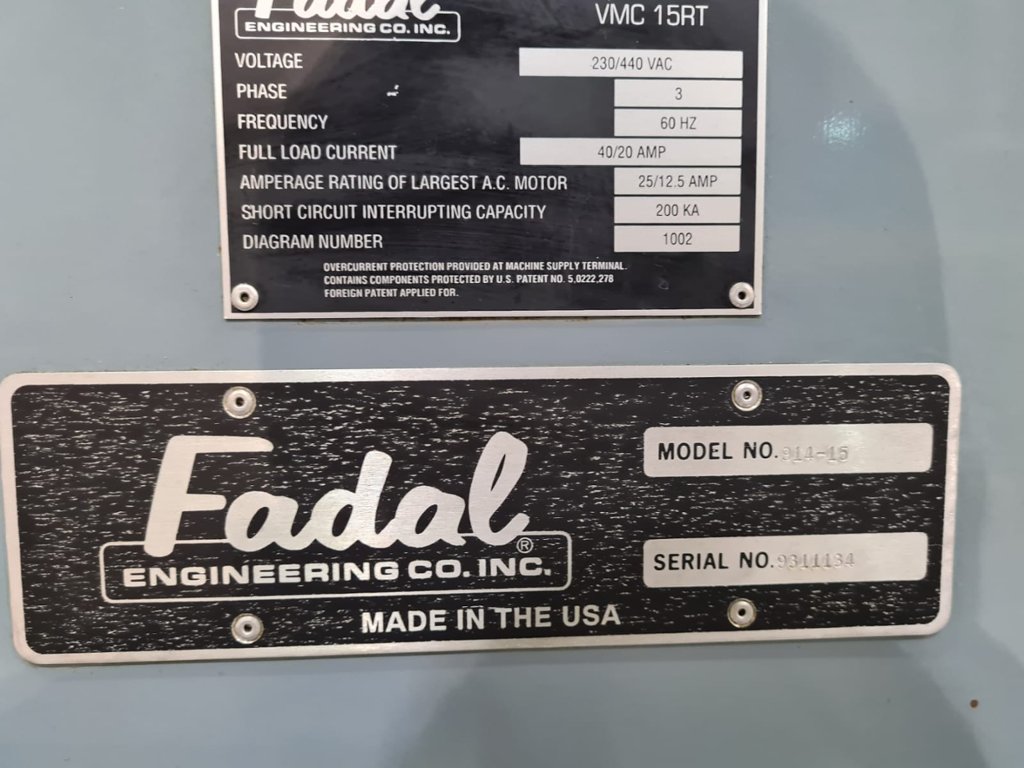 Fadal
ENGINEERING CO. INC.
VMC 15RT
VOLTAGE 230/440 VAC
PHASE 3
FREQUENCY 60 HZ
FULL LOAD CURRENT 40/20 AMP
AMPERAGE RATING OF LARGEST A.C. MOTOR 25/12.5 AMP
SHORT CIRCUIT INTERRUPTING CAPACITY 200 KA
DIAGRAM NUMBER 1002
OVERCURRENT PROTECTION PROVIDED AT MACHINE SUPPLY TERMINAL.
CONTAINS COMPONENTS PROTECTED BY U.S. PATENT NO. 5,0222,278
FOREIGN PATENT APPLIED FOR.
Fadal®
ENGINEERING CO. INC.
MADE IN THE USA
MODEL NO. 914-15
SERIAL NO. 9311134